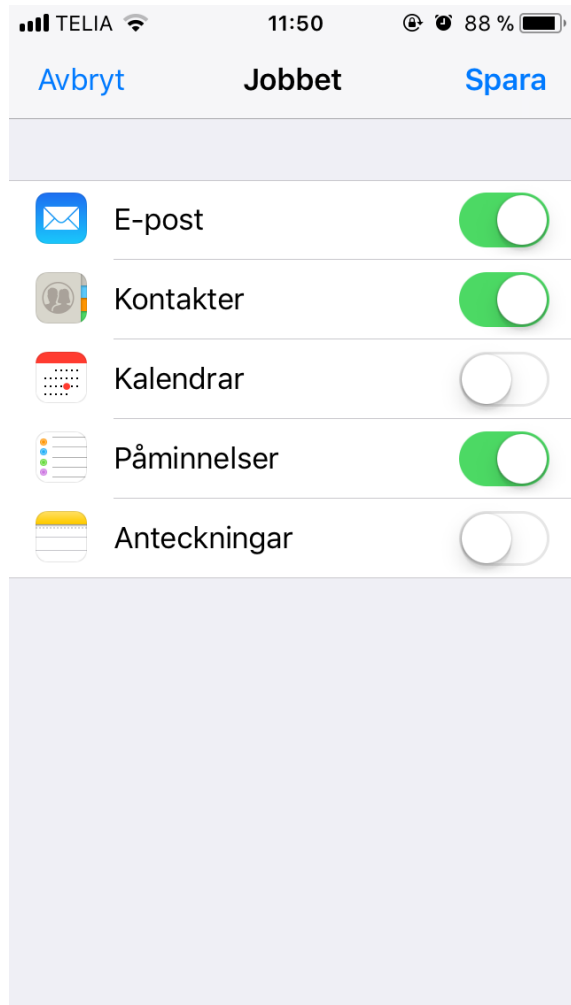 TELIA 11:50 88 %
Avbryt Jobbet Spara
E-post
Kontakter
Kalendrar
Påminnelser
Anteckningar